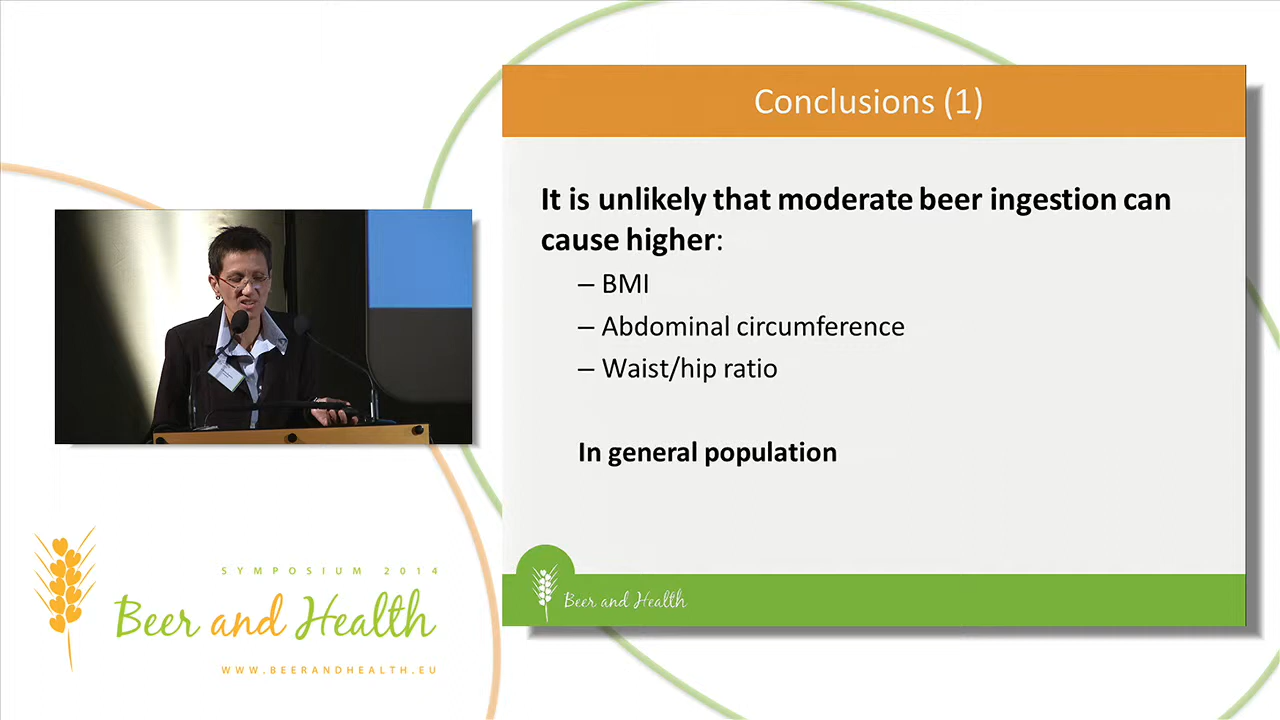 Conclusions (1)
It is unlikely that moderate beer ingestion can
cause higher:
– BMI
– Abdominal circumference
– Waist/hip ratio
In general population
Beer and Health
SYMPOSIUM 2014
Beer and Health
WWW.BEERANDHEALTH.EU